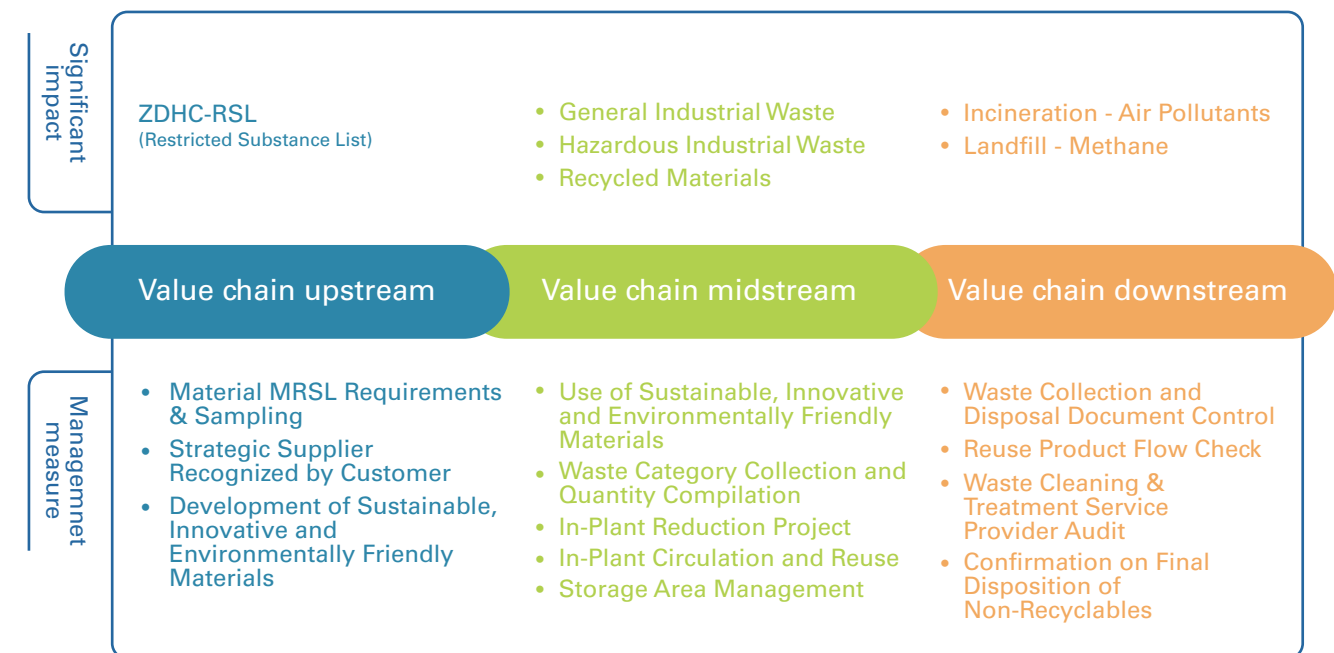 Significant
impact
ZDHC-RSL
(Restricted Substance List)
• General Industrial Waste
• Hazardous Industrial Waste
• Recycled Materials
• Incineration - Air Pollutants
• Landfill - Methane
Value chain upstream
Value chain midstream
Value chain downstream
Managemnet
measure
• Material MRSL Requirements
& Sampling
• Strategic Supplier
Recognized by Customer
• Development of Sustainable,
Innovative and
Environmentally Friendly
Materials
• Use of Sustainable, Innovative
and Environmentally Friendly
Materials
• Waste Category Collection and
Quantity Compilation
• In-Plant Reduction Project
• In-Plant Circulation and Reuse
• Storage Area Management
• Waste Collection and
Disposal Document Control
• Reuse Product Flow Check
• Waste Cleaning &
Treatment Service
Provider Audit
• Confirmation on Final
Disposition of
Non-Recyclables